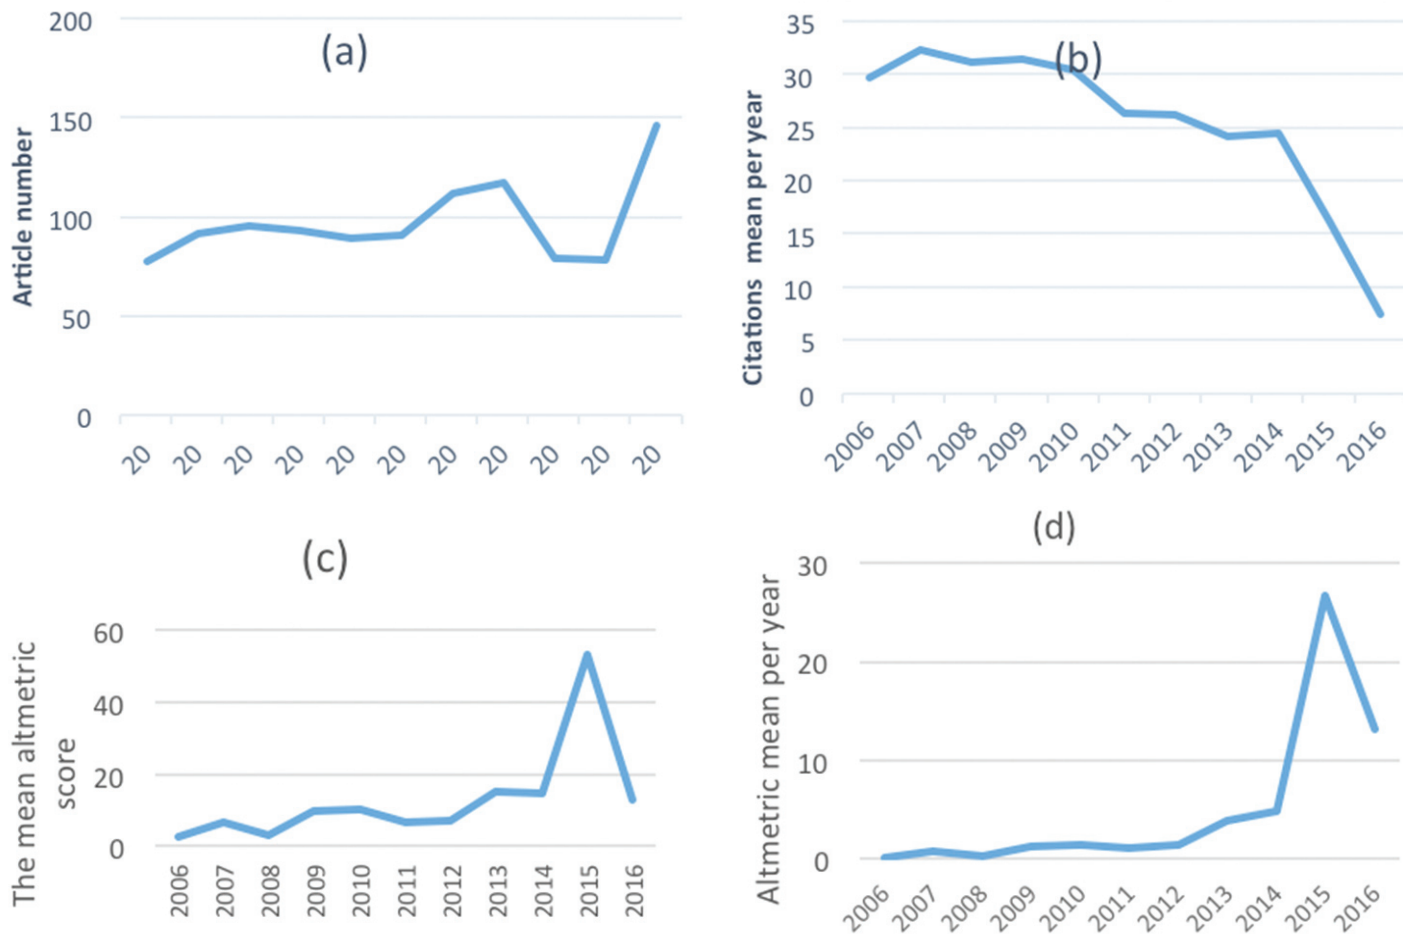 (a)
Article number
200
150
100
50
0
20 20 20 20 20 20 20 20 20 20 20
(b)
Citations mean per year
35
30
25
20
15
10
5
0
2006 2007 2008 2009 2010 2011 2012 2013 2014 2015 2016
(c)
The mean altmetric
score
60
40
20
0
2006 2007 2008 2009 2010 2011 2012 2013 2014 2015 2016
(d)
Altmetric mean per year
30
20
10
0
2006 2007 2008 2009 2010 2011 2012 2013 2014 2015 2016